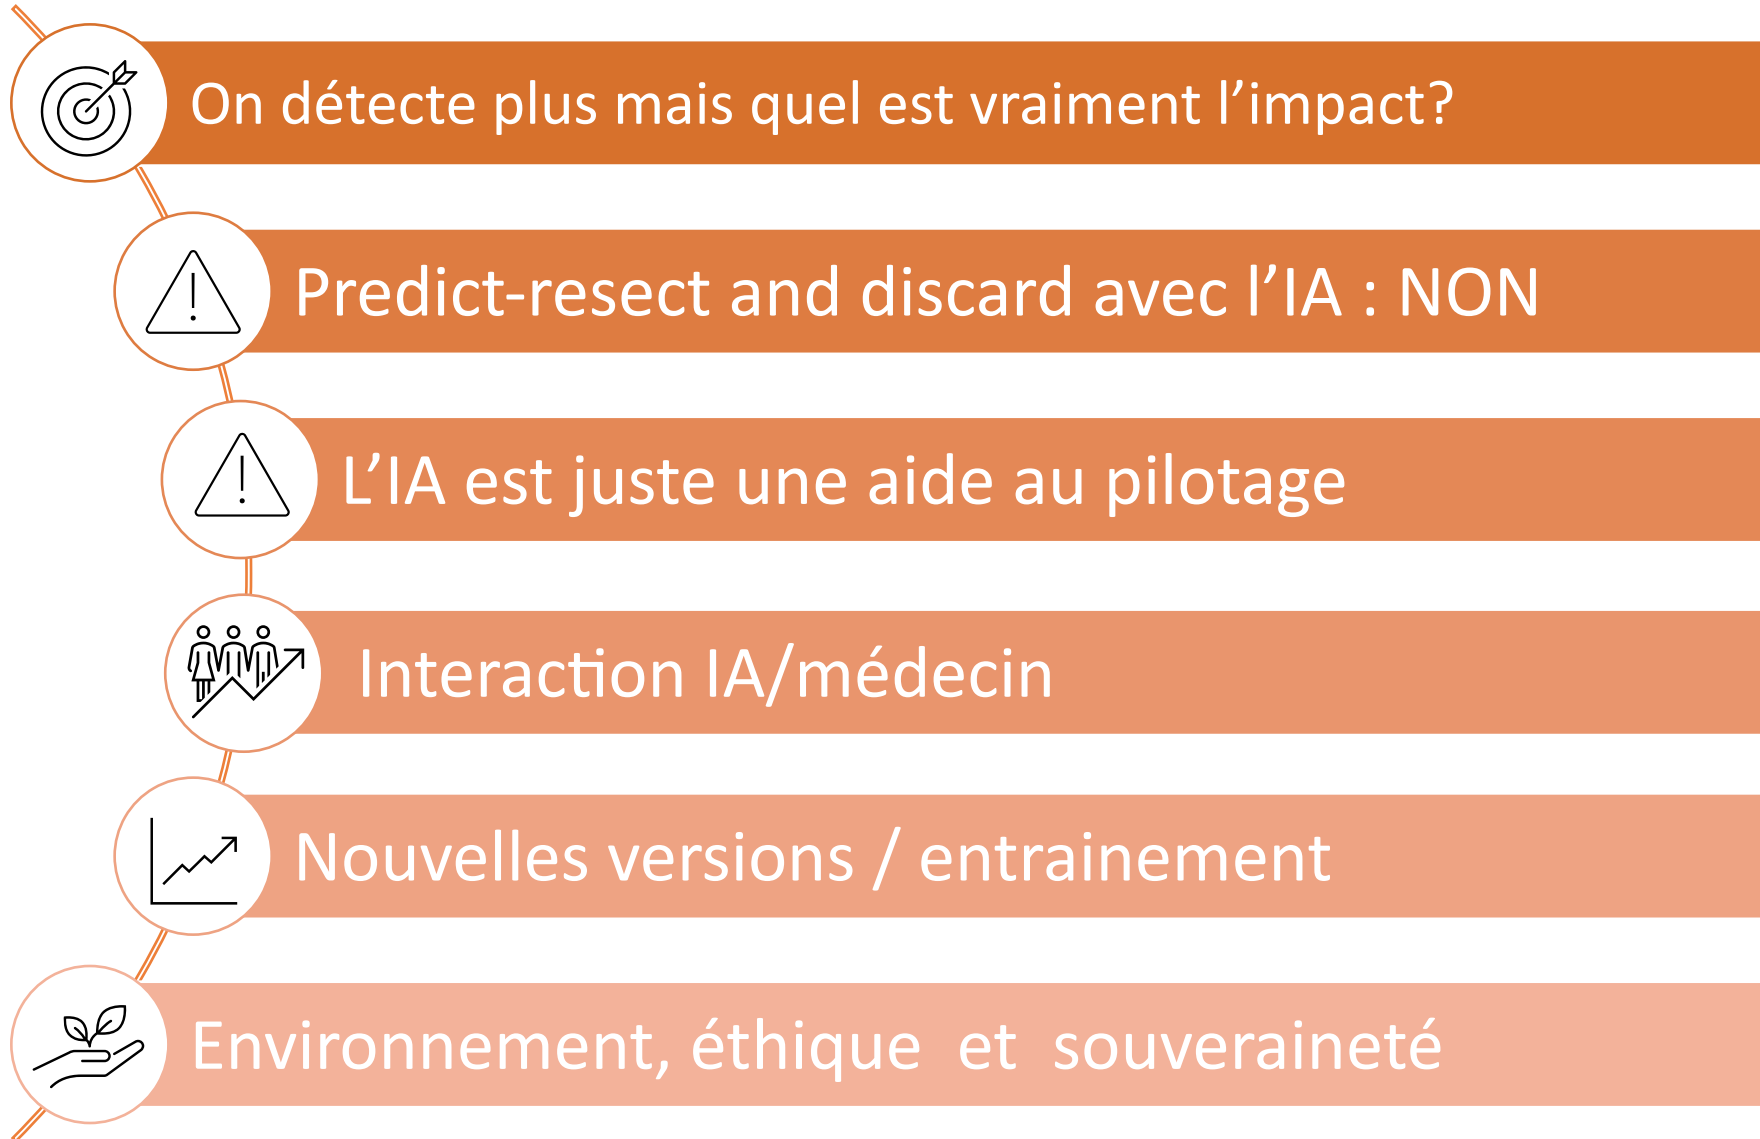 On détecte plus mais quel est vraiment l’impact?
Predict-resect and discard avec l’IA : NON
L’IA est juste une aide au pilotage
Interaction IA/médecin
Nouvelles versions / entrainement
Environnement, éthique et souveraineté